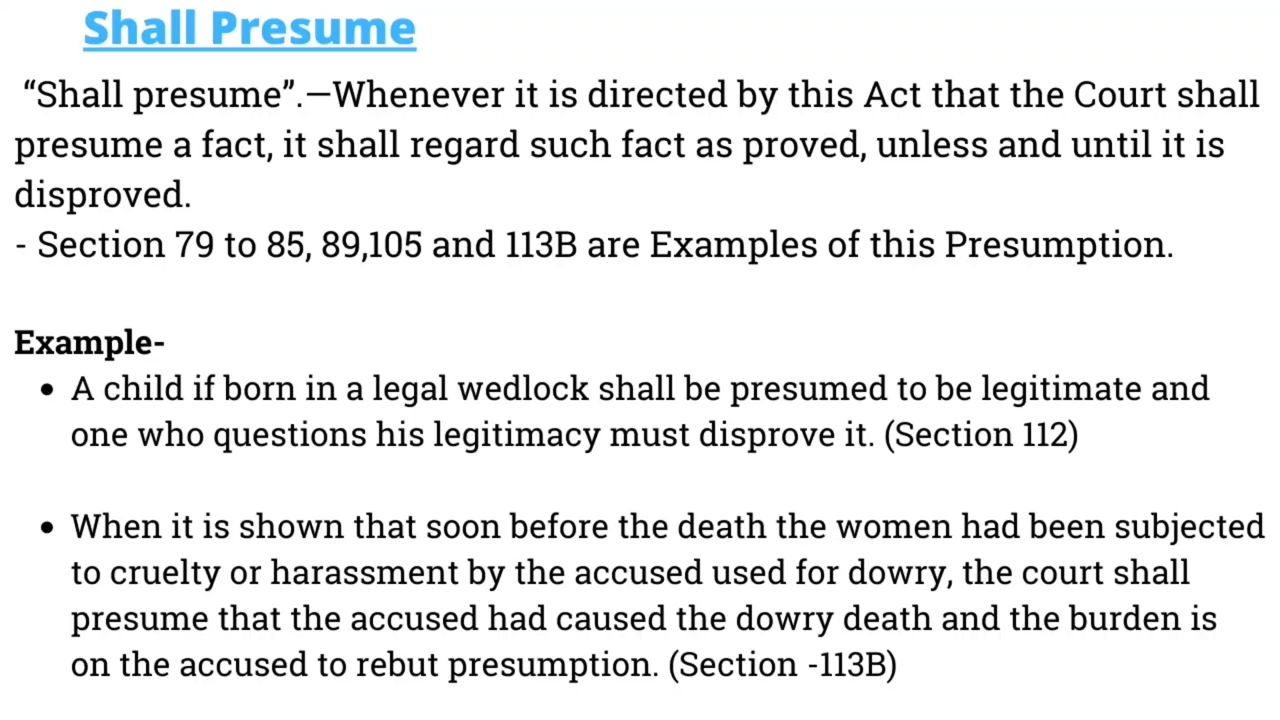 Shall Presume
“Shall presume”.—Whenever it is directed by this Act that the Court shall
presume a fact, it shall regard such fact as proved, unless and until it is
disproved.
- Section 79 to 85, 89,105 and 113B are Examples of this Presumption.
Example-
• A child if born in a legal wedlock shall be presumed to be legitimate and
one who questions his legitimacy must disprove it. (Section 112)
• When it is shown that soon before the death the women had been subjected
to cruelty or harassment by the accused used for dowry, the court shall
presume that the accused had caused the dowry death and the burden is
on the accused to rebut presumption. (Section -113B)